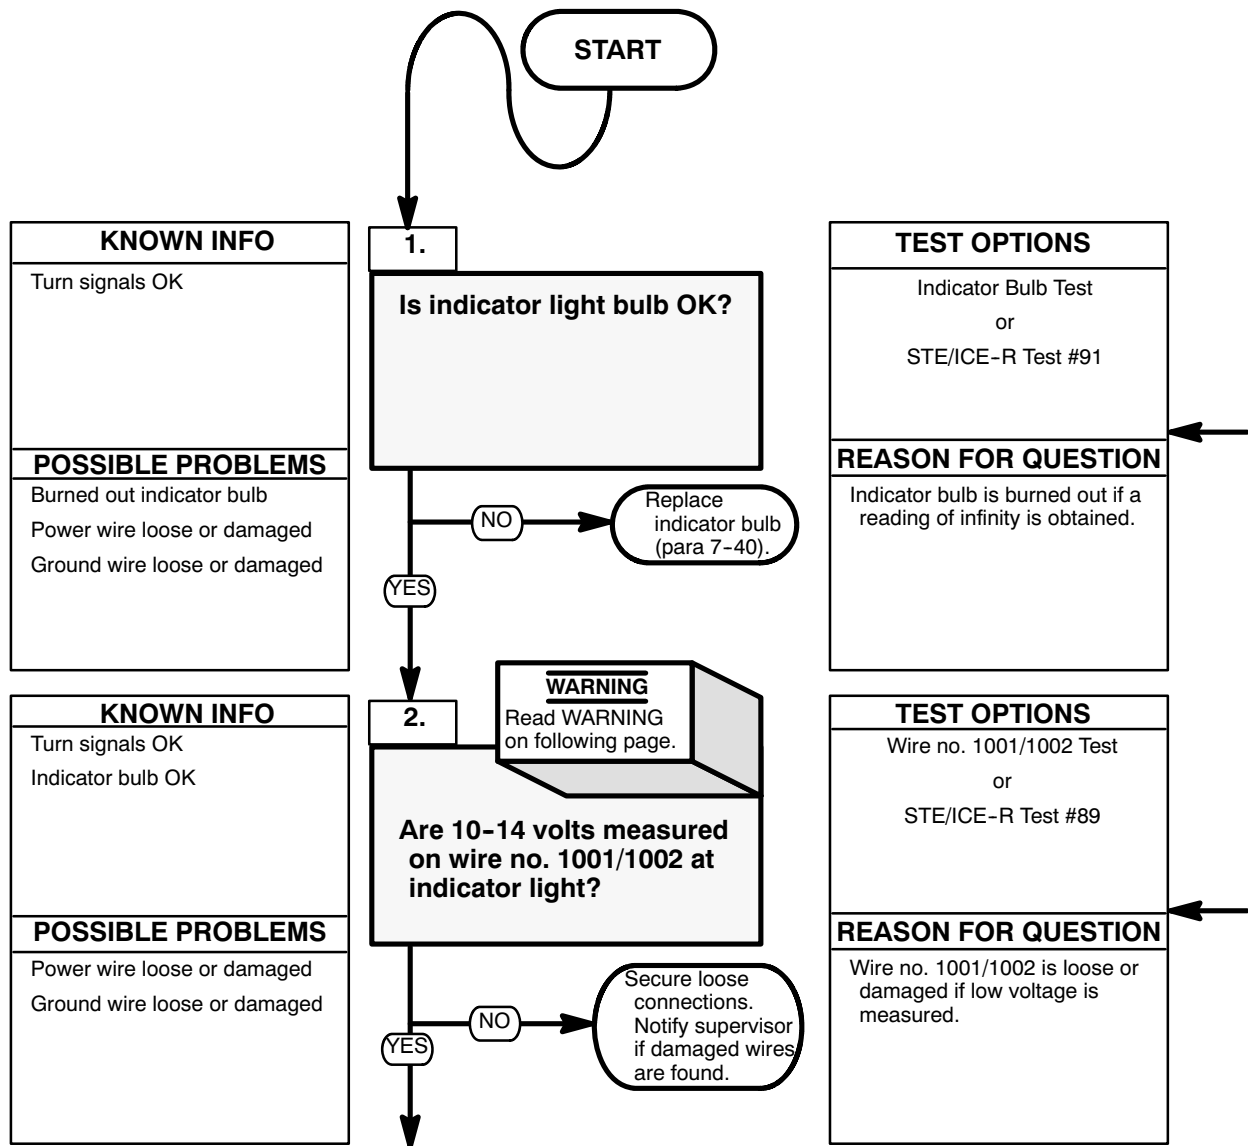 START
KNOWN INFO
Turn signals OK
POSSIBLE PROBLEMS
Burned out indicator bulb
Power wire loose or damaged
Ground wire loose or damaged
1.
Is indicator light bulb OK?
NO
Replace
indicator bulb
(para 7-40).
YES
TEST OPTIONS
Indicator Bulb Test
or
STE/ICE-R Test #91
REASON FOR QUESTION
Indicator bulb is burned out if a
reading of infinity is obtained.
KNOWN INFO
Turn signals OK
Indicator bulb OK
POSSIBLE PROBLEMS
Power wire loose or damaged
Ground wire loose or damaged
2.
WARNING
Read WARNING
on following page.
Are 10-14 volts measured
on wire no. 1001/1002 at
indicator light?
NO
Secure loose
connections.
Notify supervisor
if damaged wires
are found.
YES
TEST OPTIONS
Wire no. 1001/1002 Test
or
STE/ICE-R Test #89
REASON FOR QUESTION
Wire no. 1001/1002 is loose or
damaged if low voltage is
measured.